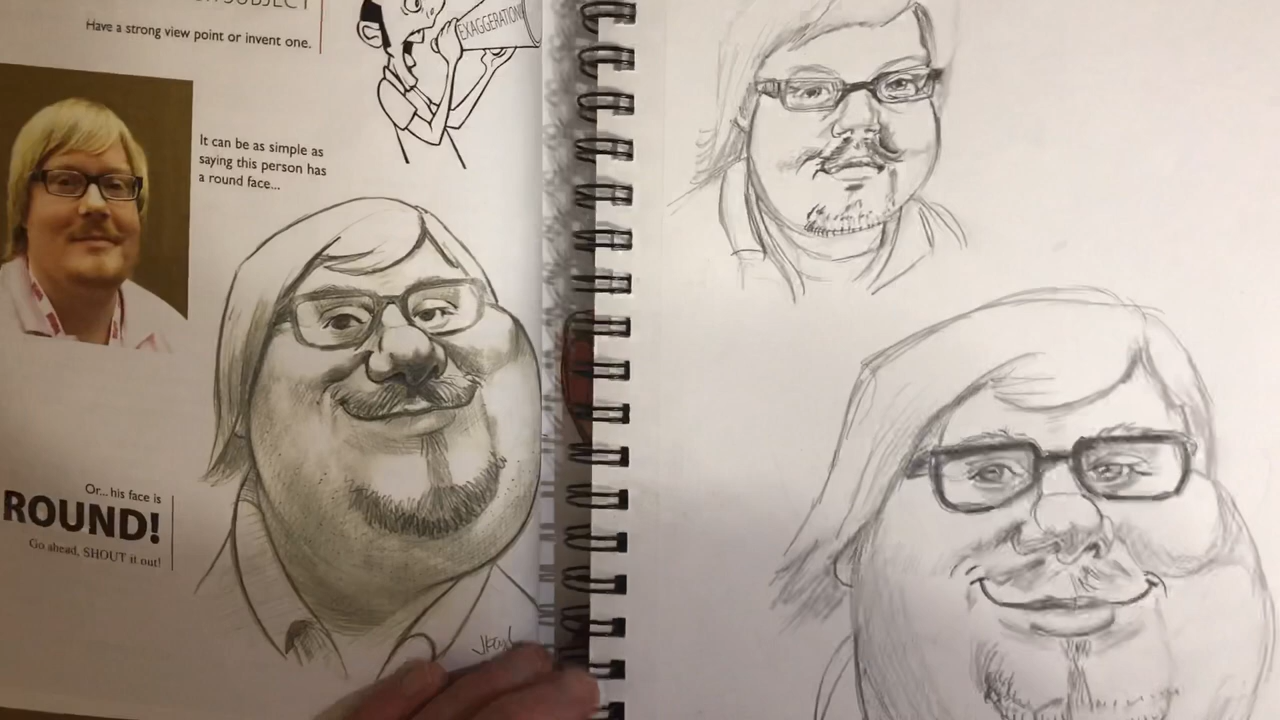 SUBJECT
Have a strong view point or invent one.
EXAGGERATION!
It can be as simple as
saying this person has
a round face...
Or... his face is
ROUND!
Go ahead, SHOUT it out!